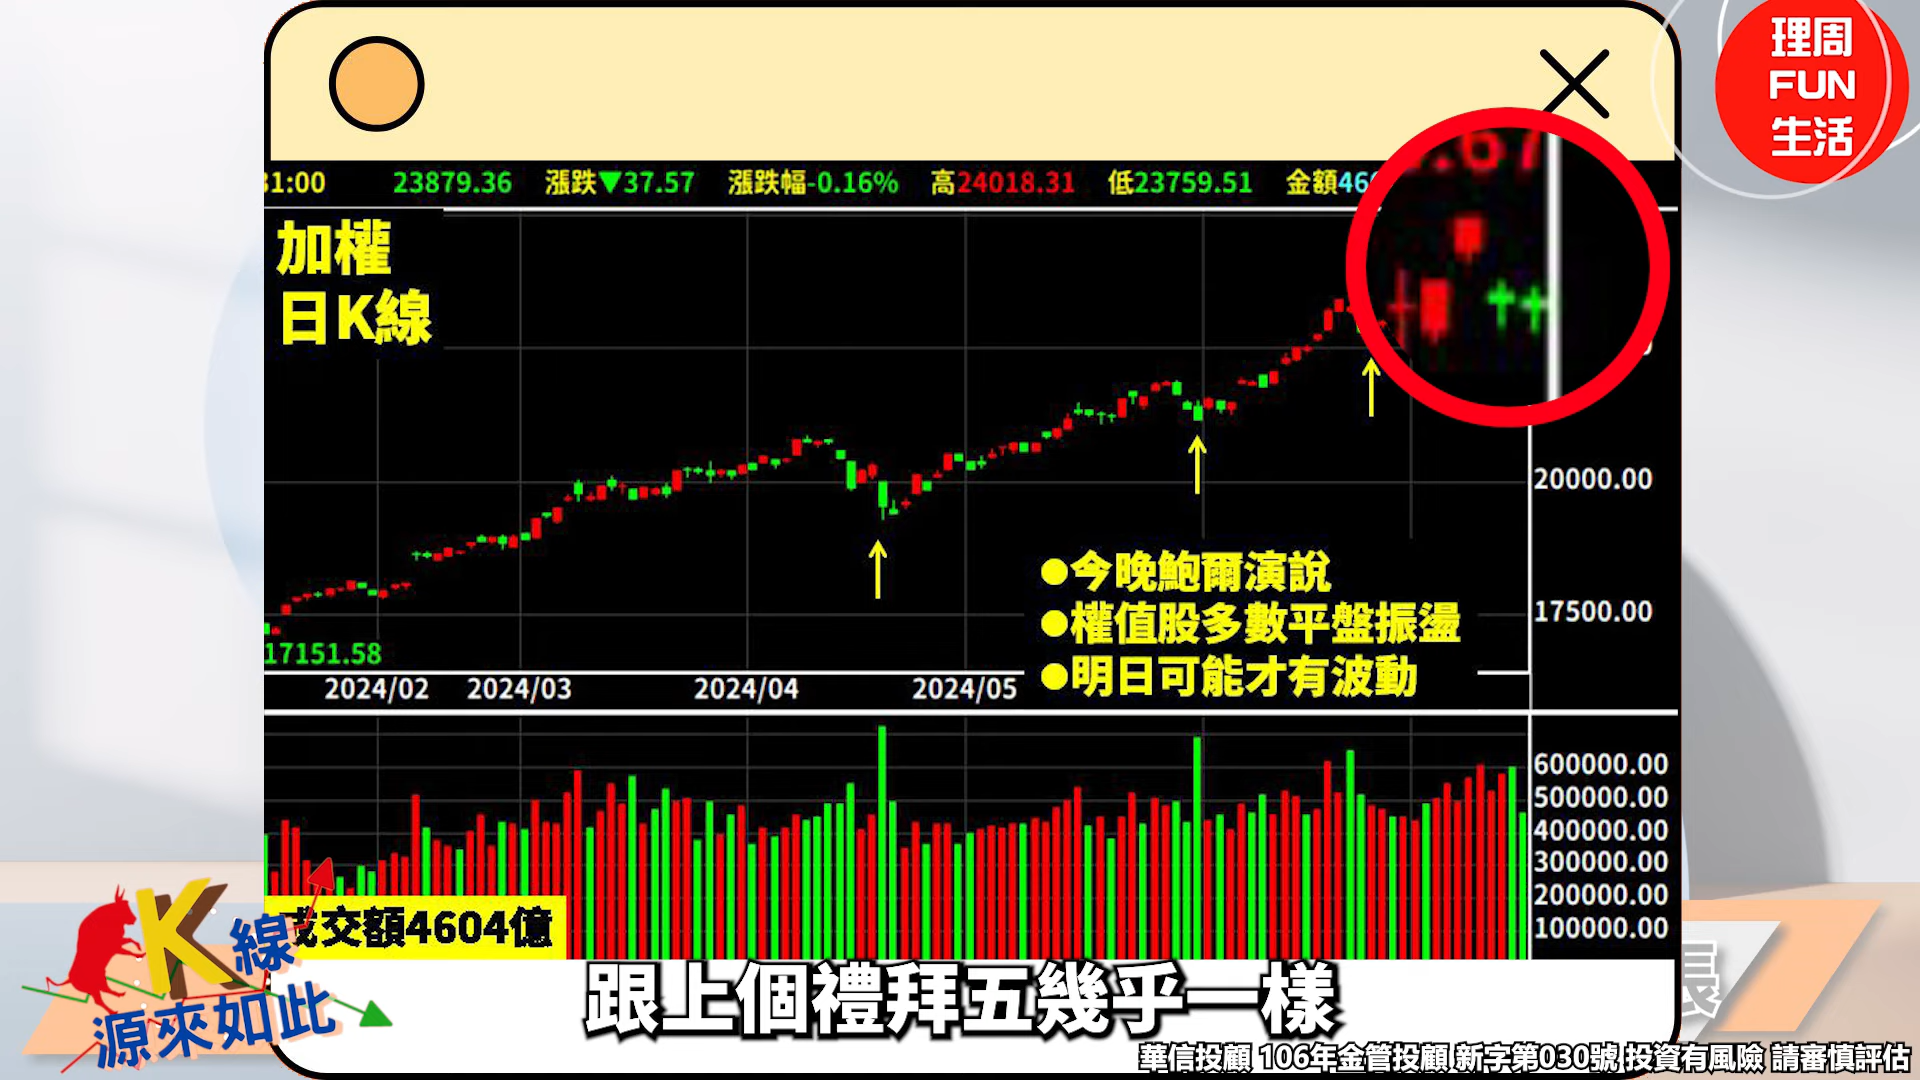 理周
FUN
生活
31:00 23879.36 漲跌▼37.57 漲跌幅-0.16% 高24018.31 低23759.51 金額46
.67
加權
日K線
20000.00
●今晚鮑爾演說
17500.00
●權值股多數平盤振盪
17151.58
●明日可能才有波動
2024/02 2024/03 2024/04 2024/05
600000.00
500000.00
400000.00
300000.00
200000.00
100000.00
成交額4604億
K線
源來如此
長
跟上個禮拜五幾乎一樣
華信投顧 106年金管投顧 新字第030號 投資有風險 請審慎評估